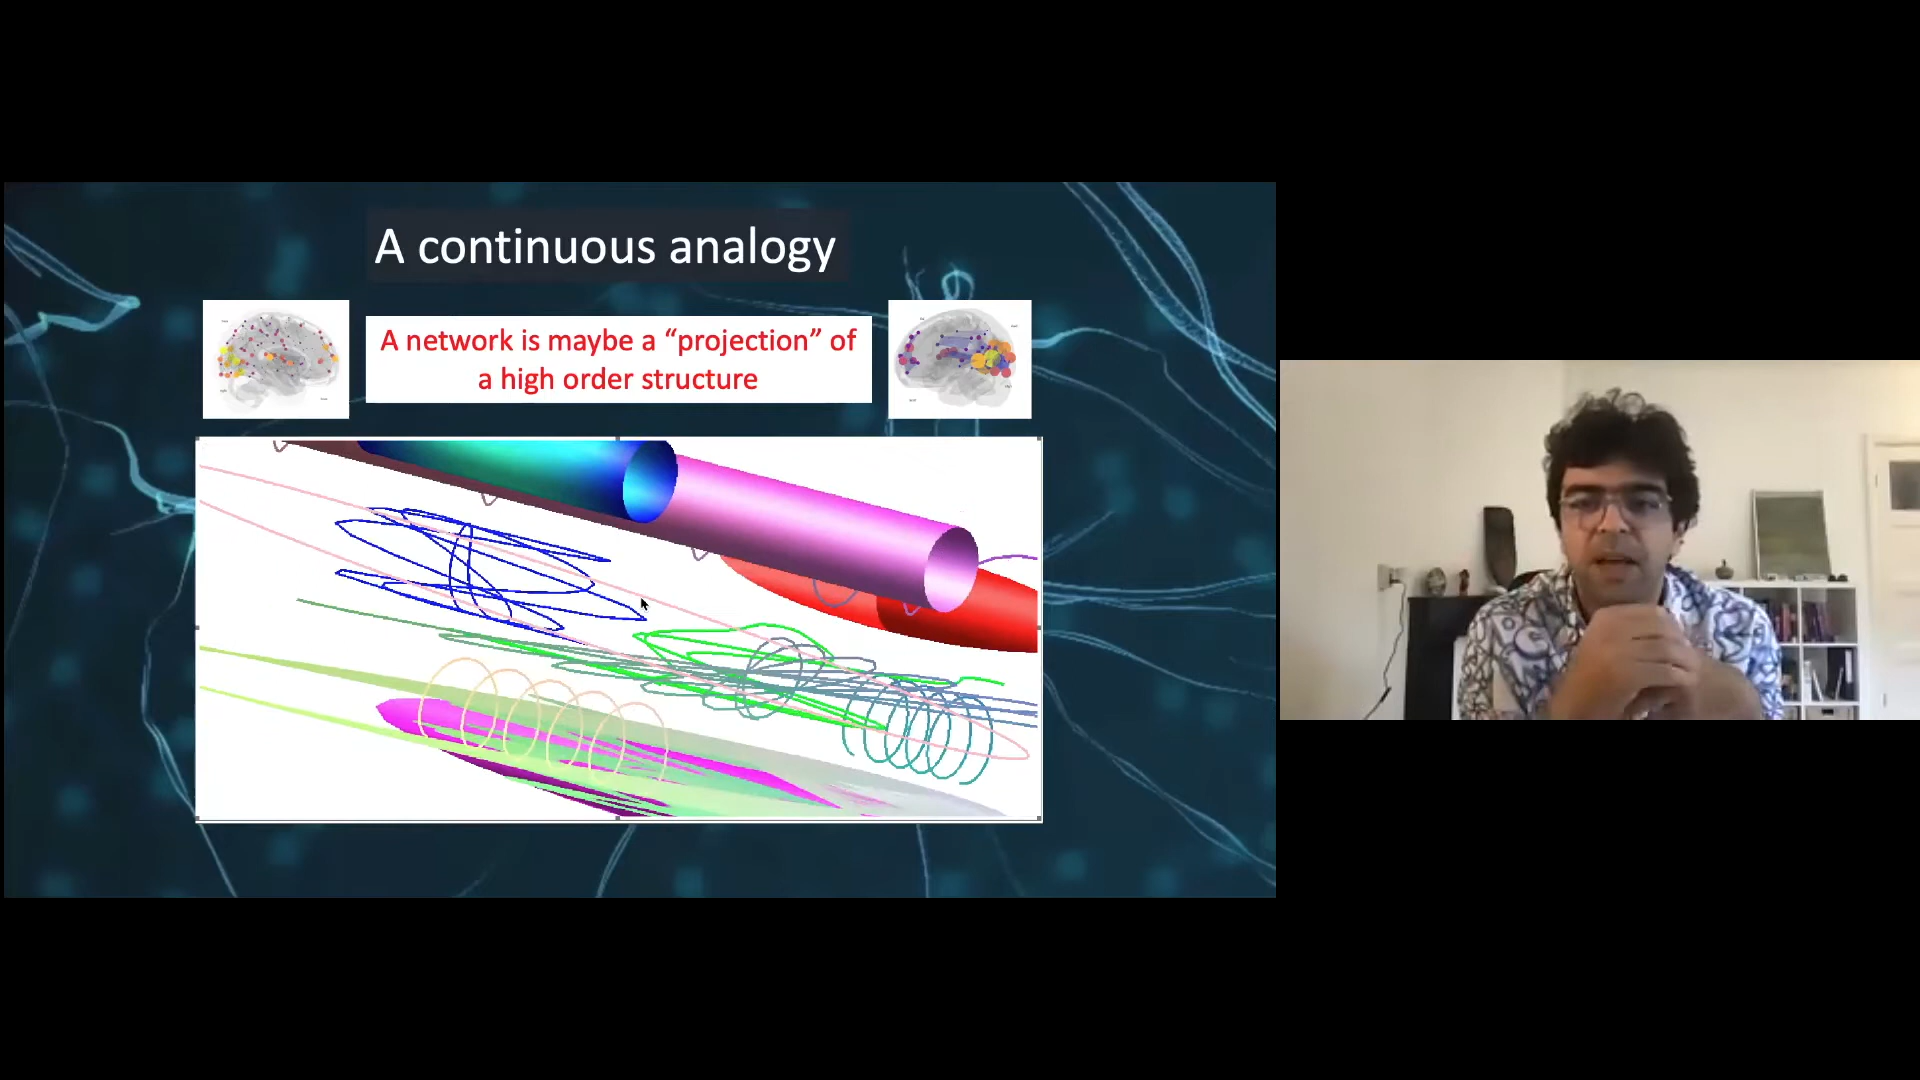 A continuous analogy
A network is maybe a “projection” of
a high order structure